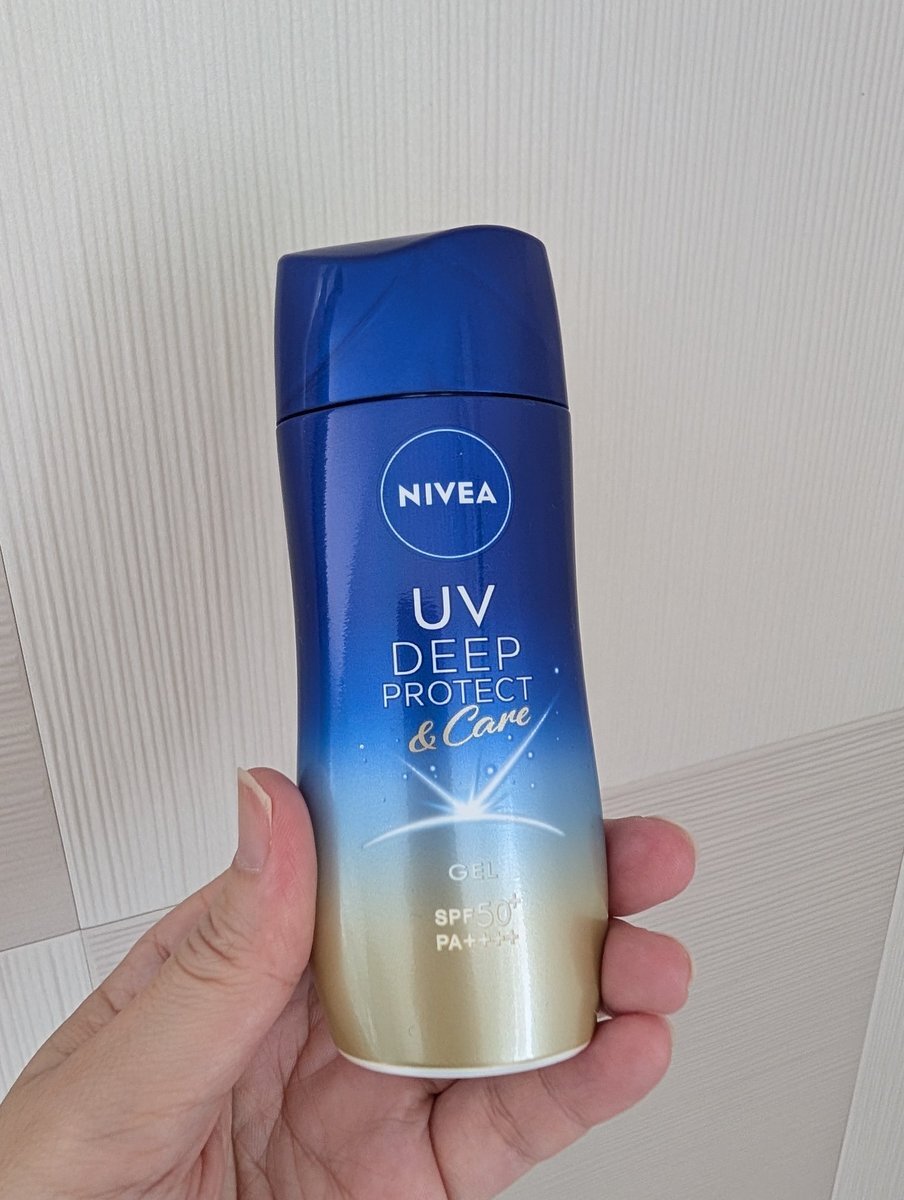 NIVEA
UV
DEEP
PROTECT
& Care
GEL
SPF50+
PA++++